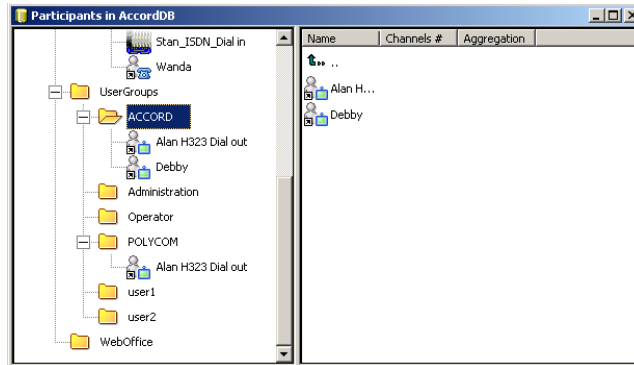 Participants in AccordDB
Stan_ISDN_Dial in
Wanda
UserGroups
ACCORD
Alan H323 Dial out
Debby
Administration
Operator
POLYCOM
Alan H323 Dial out
user1
user2
WebOffice
Name Channels # Aggregation
..
Alan H...
Debby